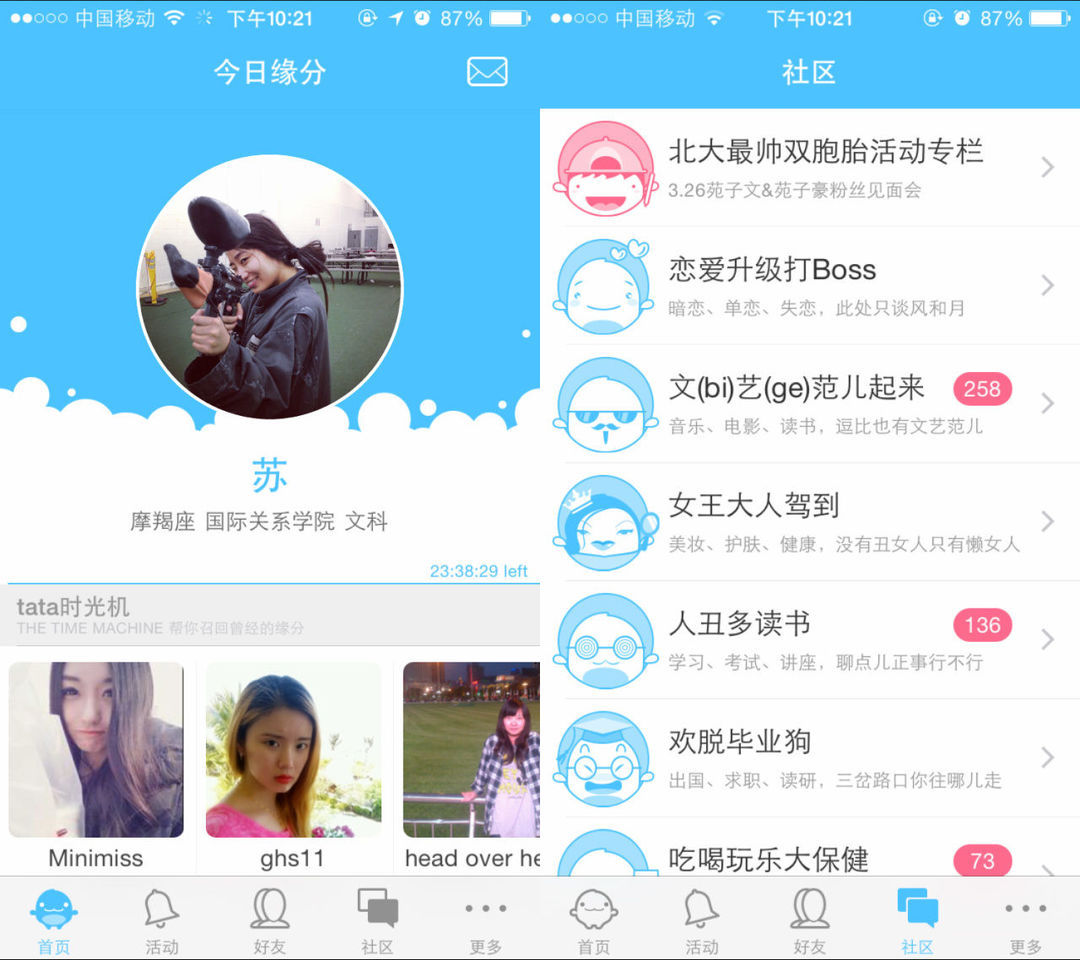 中国移动 下午10:21 87%
今日缘分
苏
摩羯座 国际关系学院 文科
23:38:29 left
tata时光机
THE TIME MACHINE 帮你召回曾经的缘分
Minimiss
ghs11
head over he
首页
活动
好友
社区
更多
中国移动 下午10:21 87%
社区
北大最帅双胞胎活动专栏
3.26苑子文&苑子豪粉丝见面会
恋爱升级打Boss
暗恋、单恋、失恋，此处只谈风和月
文(bi)艺(ge)范儿起来 258
音乐、电影、读书，逗比也有文艺范儿
女王大人驾到
美妆、护肤、健康，没有丑女人只有懒女人
人丑多读书 136
学习、考试、讲座，聊点儿正事行不行
欢脱毕业狗
出国、求职、读研，三岔路口你往哪儿走
吃喝玩乐大保健 73
首页
活动
好友
社区
更多